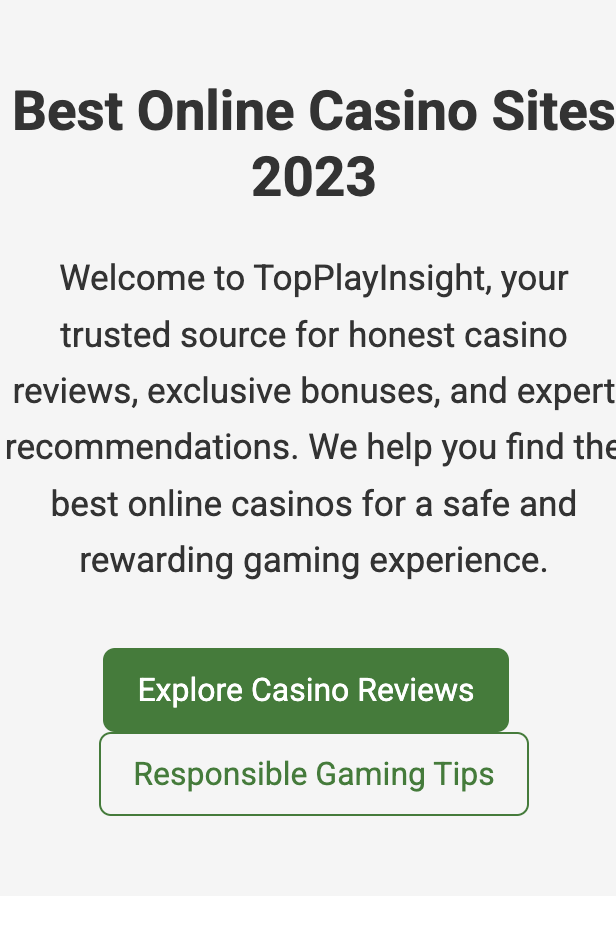 Best Online Casino Sites
2023
Welcome to TopPlayInsight, your
trusted source for honest casino
reviews, exclusive bonuses, and expert
recommendations. We help you find the
best online casinos for a safe and
rewarding gaming experience.
Explore Casino Reviews
Responsible Gaming Tips